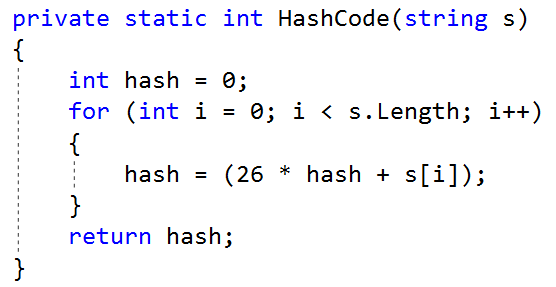 private static int HashCode(string s)
{
    int hash = 0;
    for (int i = 0; i < s.Length; i++)
    {
        hash = (26 * hash + s[i]);
    }
    return hash;
}